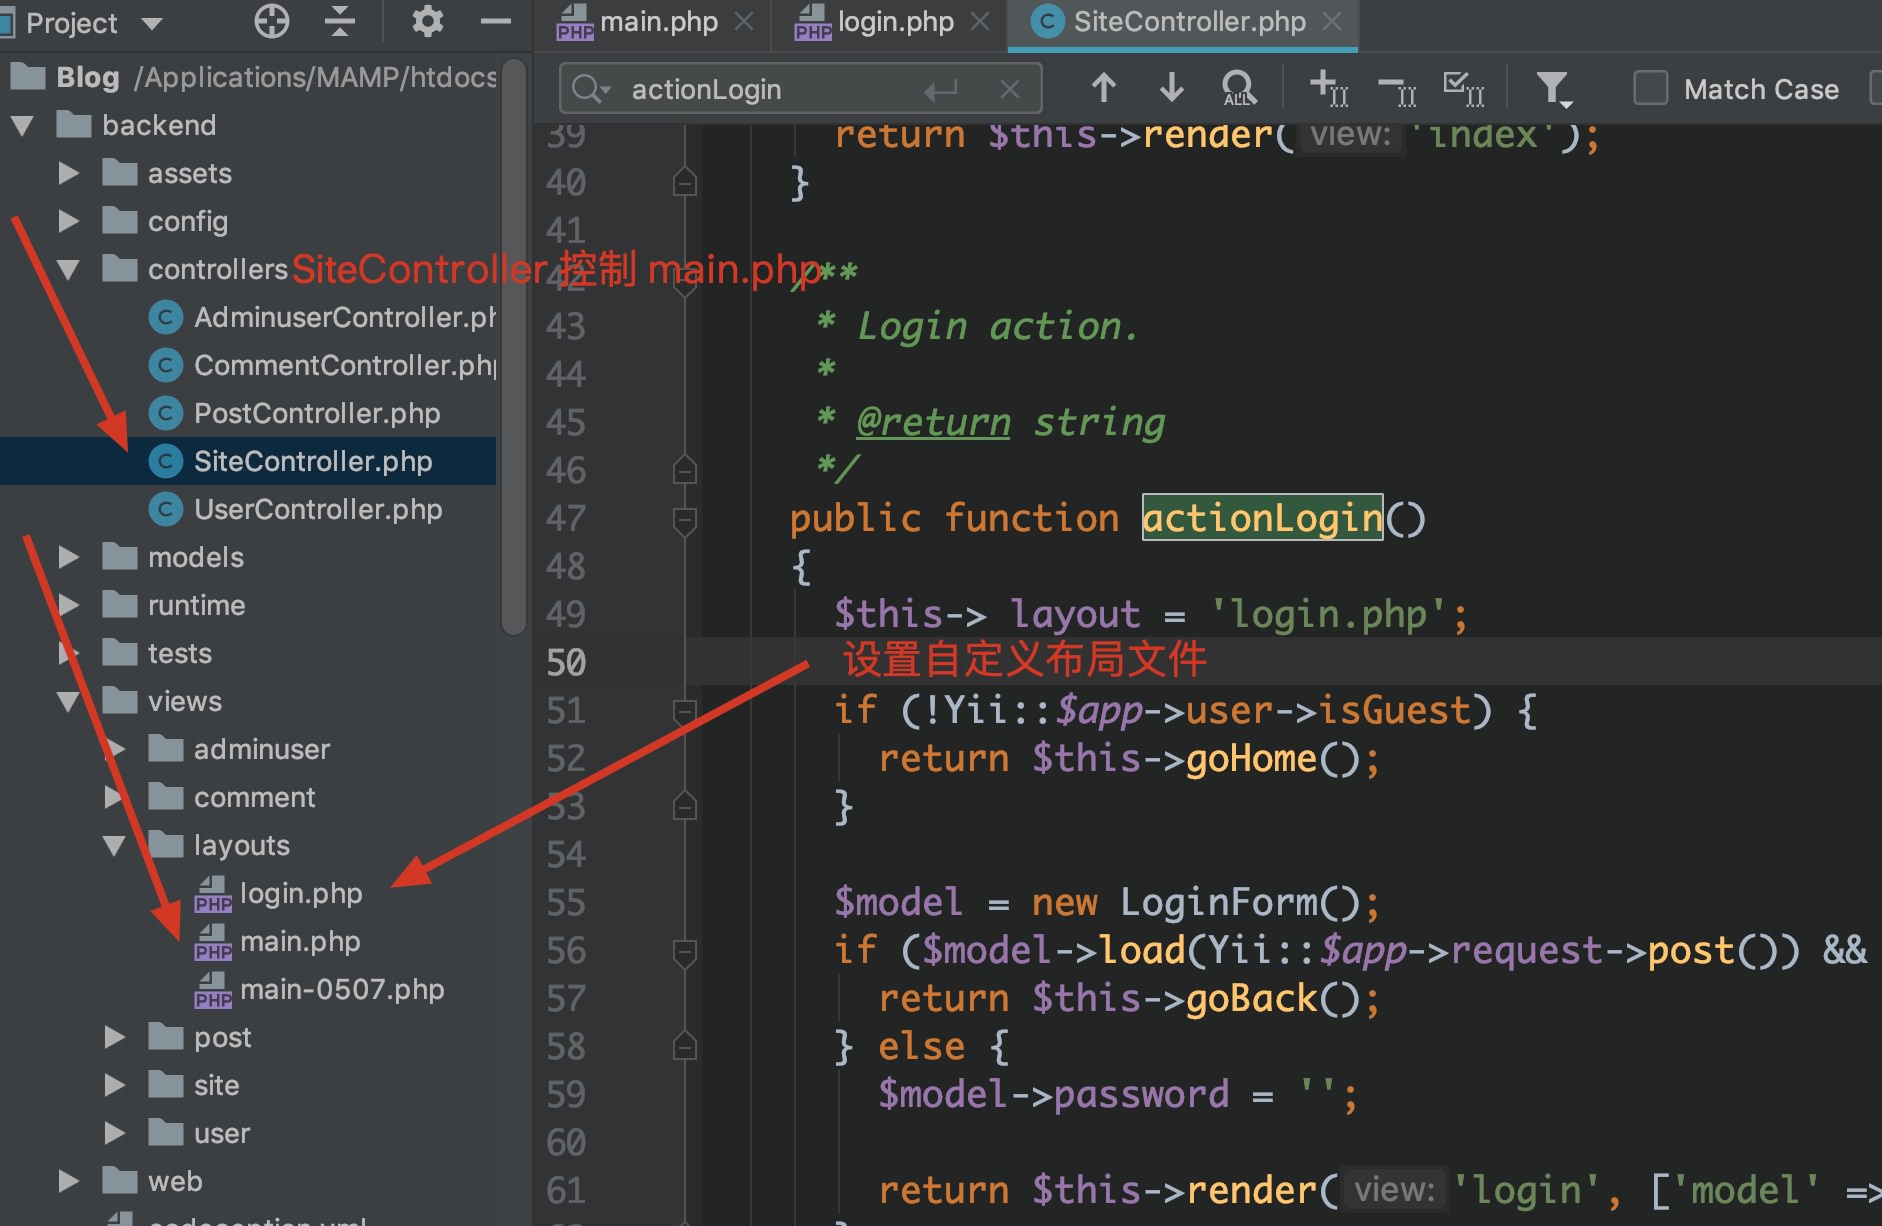 Project
main.php
login.php
SiteController.php
actionLogin
ALL
Match Case
Blog /Applications/MAMP/htdocs
backend
assets
config
controllers
AdminuserController.ph
CommentController.ph
PostController.php
SiteController.php
UserController.php
models
runtime
tests
views
adminuser
comment
layouts
PHP login.php
PHP main.php
PHP main-0507.php
post
site
user
web
SiteController 控制 main.php
39 return $this->render( view: 'index');
40 }
41
42 /**
43 * Login action.
44 *
45 * @return string
46 */
47 public function actionLogin()
48 {
49 $this-> layout = 'login.php';
50 设置自定义布局文件
51 if (!Yii::$app->user->isGuest) {
52 return $this->goHome();
53 }
54
55 $model = new LoginForm();
56 if ($model->load(Yii::$app->request->post()) &&
57 return $this->goBack();
58 } else {
59 $model->password = '';
60
61 return $this->render( view: 'login', ['model' =>